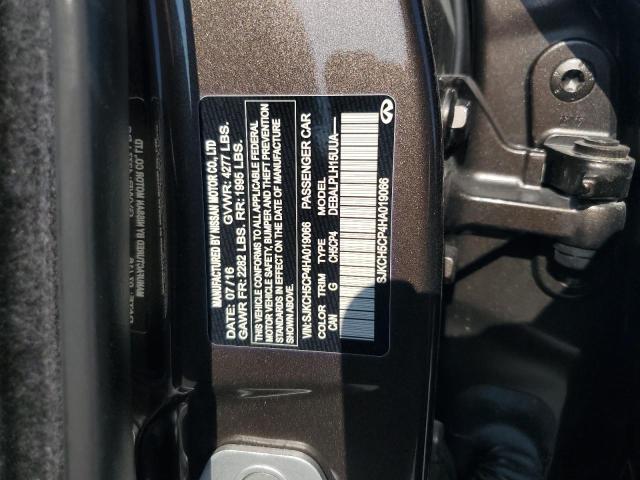 MANUFACTURED BY NISSAN MOTOR CO., LTD
DATE: 07/16 GVWR: 4277 LBS.
GAWR FR: 2282 LBS. RR: 1995 LBS.
THIS VEHICLE CONFORMS TO ALL APPLICABLE FEDERAL
MOTOR VEHICLE SAFETY, BUMPER AND THEFT PREVENTION
STANDARDS IN EFFECT ON THE DATE OF MANUFACTURE
SHOWN ABOVE.
VIN:SJKCH5CP4HA019066 PASSENGER CAR
COLOR TRIM TYPE MODEL
CAN G CH5CP4 DEBALPLH15UUA——
SJKCH5CP4HA019066